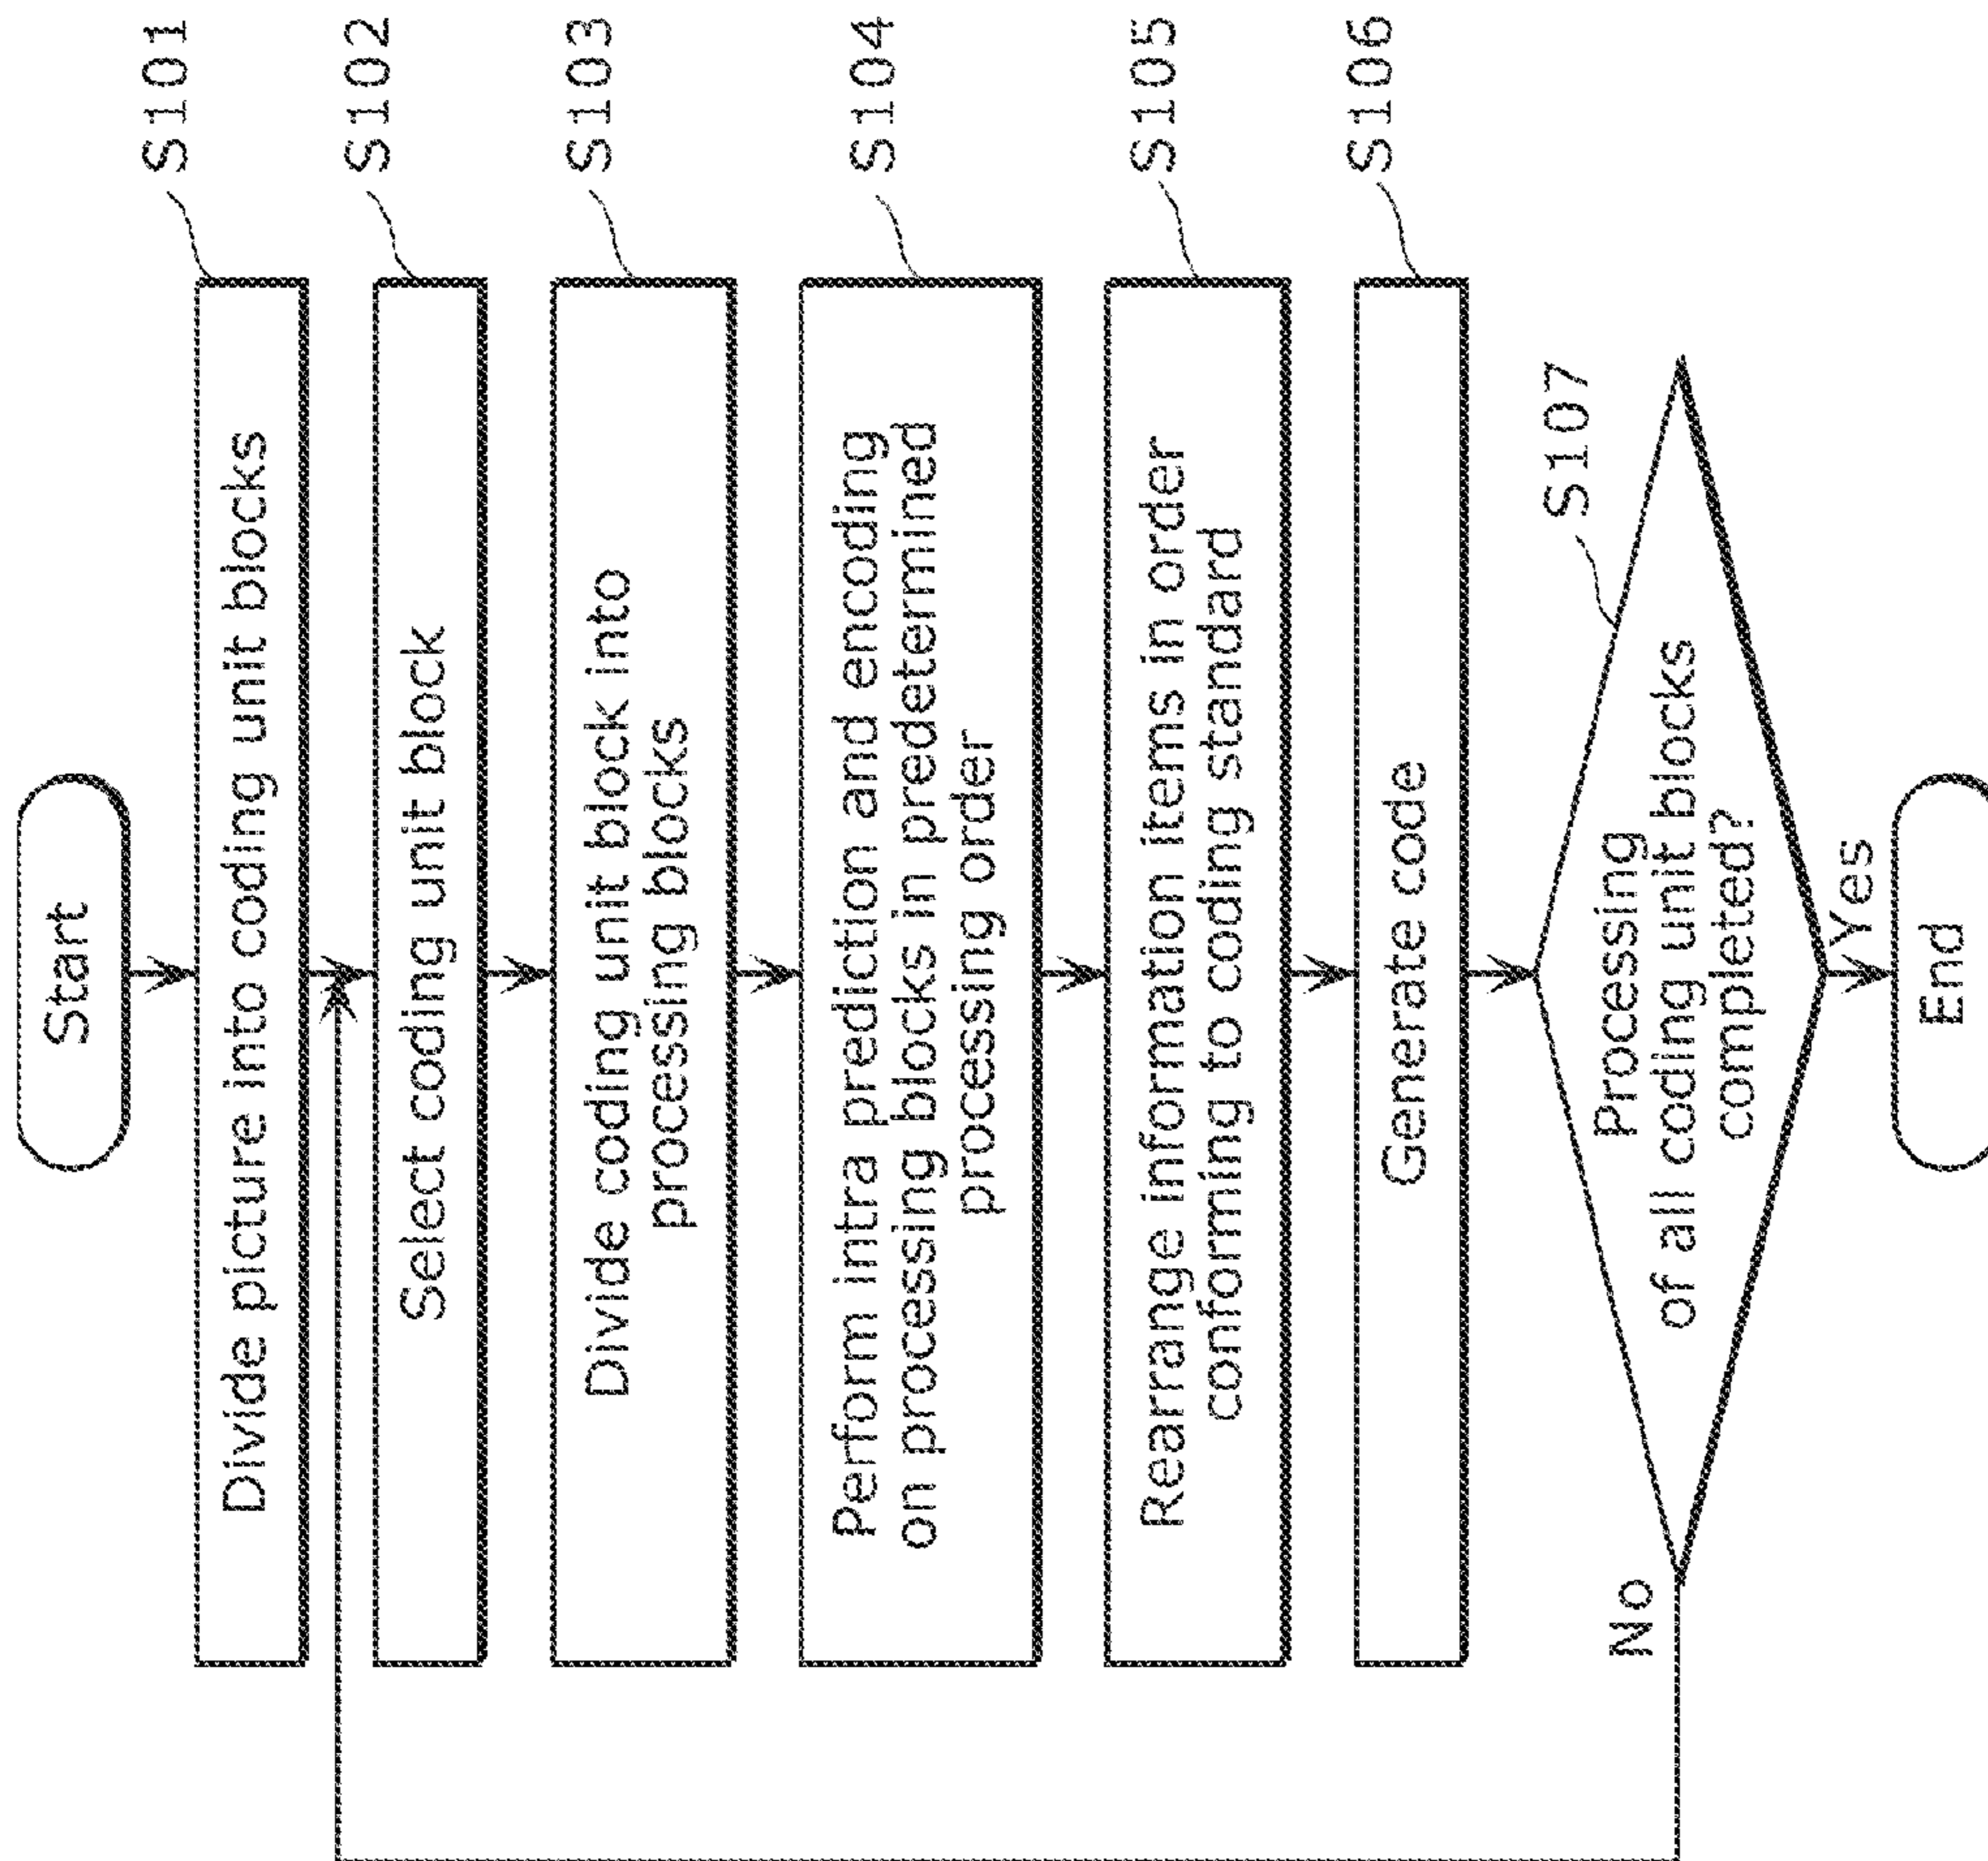 Start
Divide picture into coding unit blocks
S101
Select coding unit block
S102
Divide coding unit block into
processing blocks
S103
Perform intra prediction and encoding
on processing blocks in predetermined
processing order
S104
Rearrange information items in order
conforming to coding standard
S105
Generate code
S106
Processing
of all coding unit blocks
completed?
S107
No
Yes
End